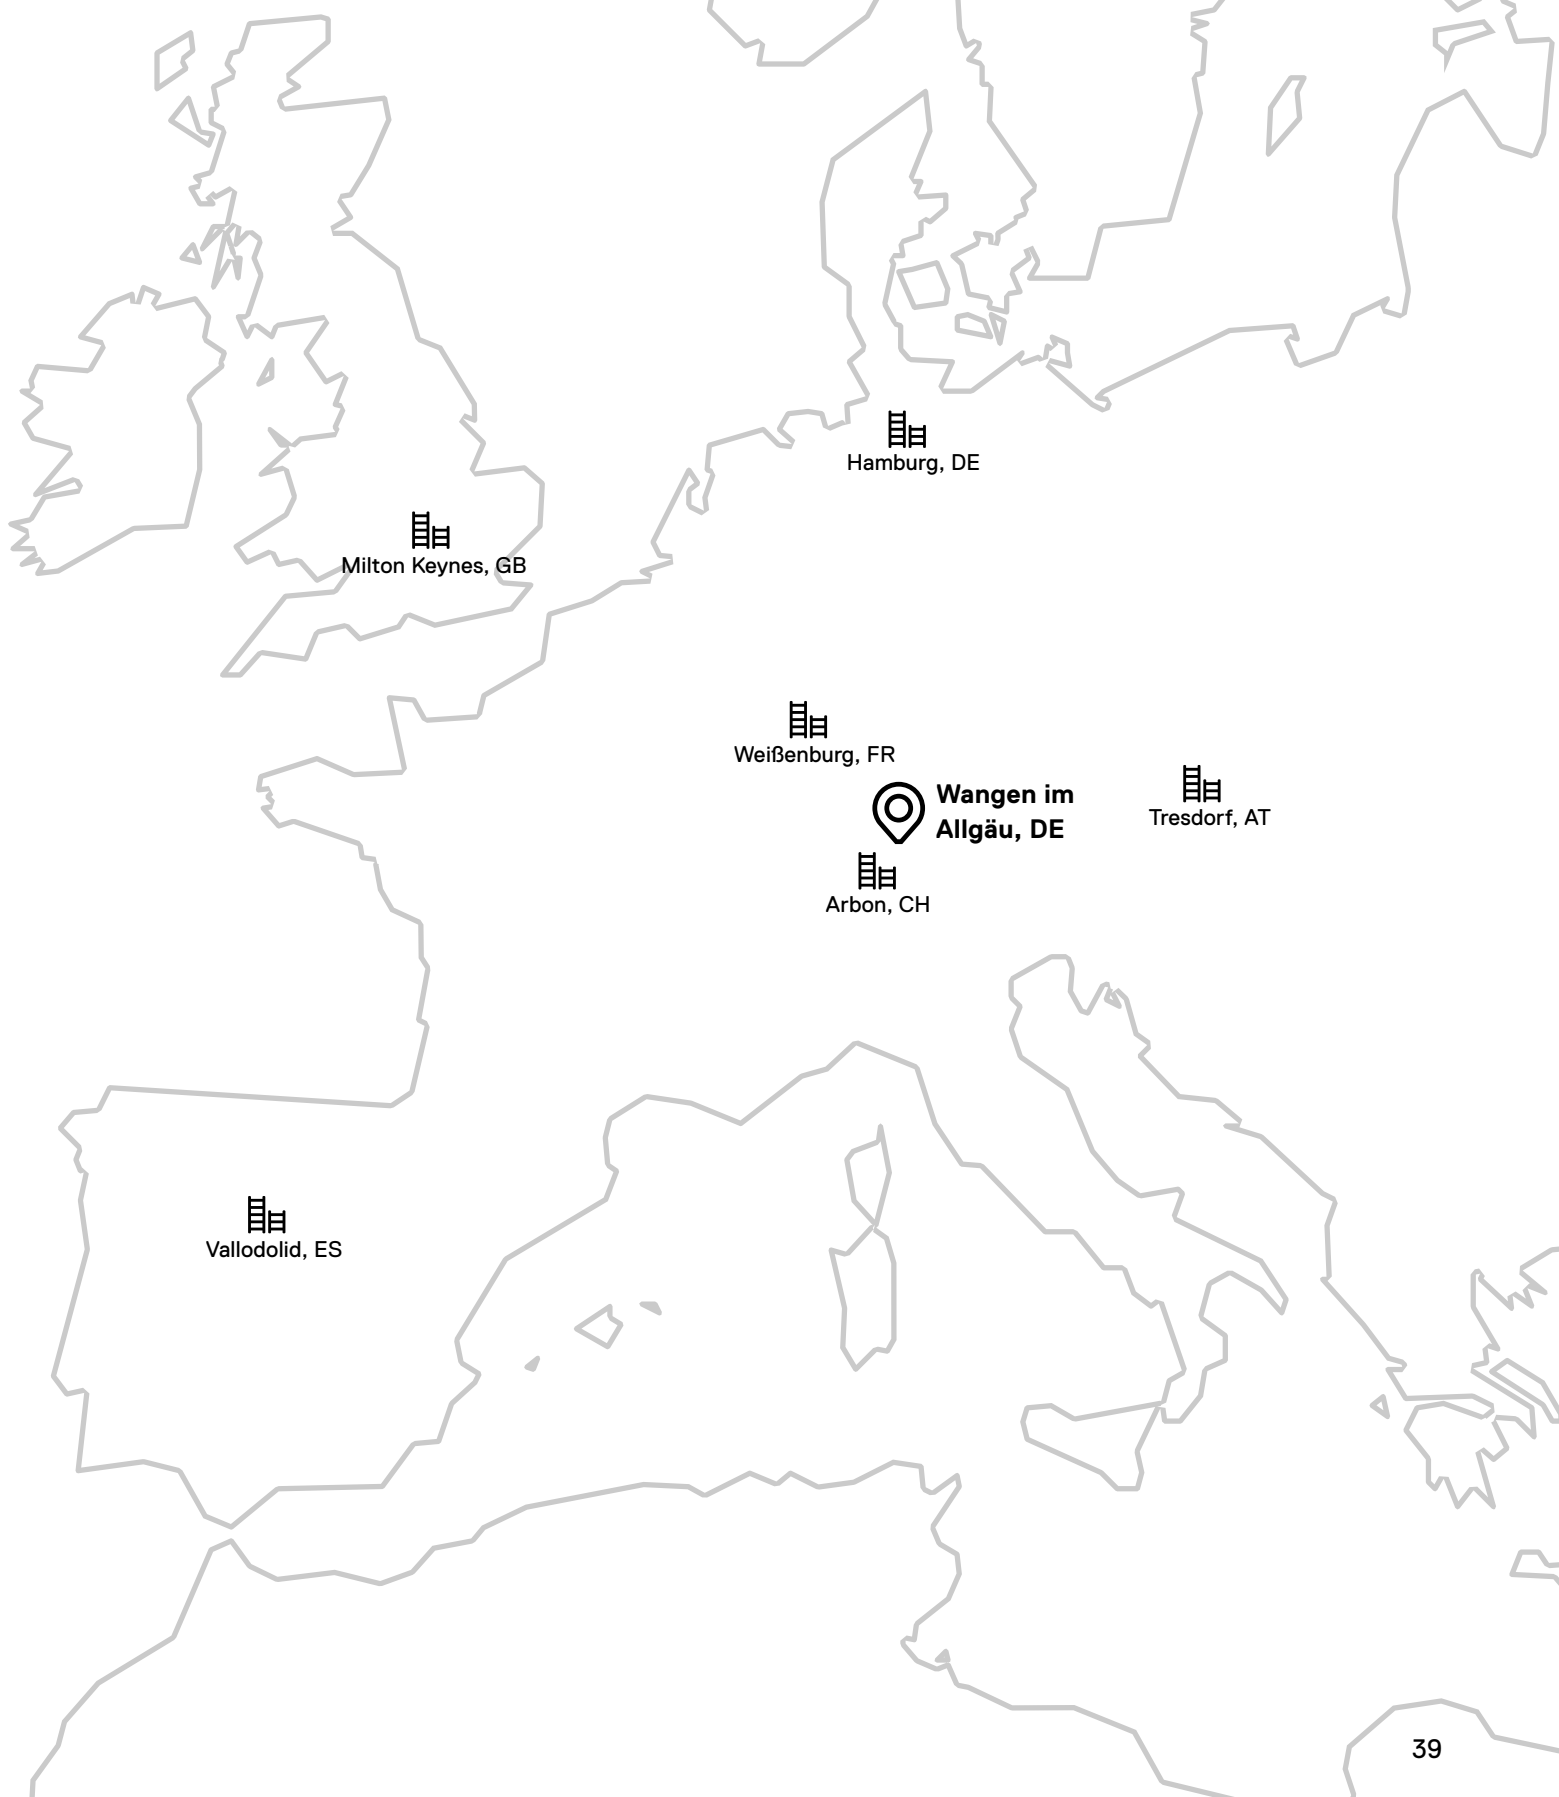 Hamburg, DE
Milton Keynes, GB
Weißenburg, FR
Wangen im
Allgäu, DE
Tresdorf, AT
Arbon, CH
Vallodolid, ES
39